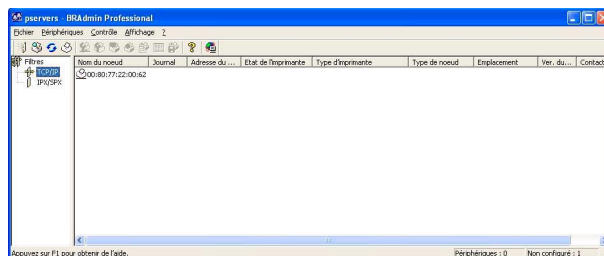 pservers - BRAdmin Professional
Fichier Périphériques Contrôle Affichage ?
Filtres
TCP/IP
IPX/SPX
Nom du noeud Journal Adresse du ... Etat de l'imprimante Type d'imprimante Type de noeud Emplacement Ver. du... Contact
00:80:77:22:00:62
Appuyez sur F1 pour obtenir de l'aide. Périphériques : 0 Non configuré : 1